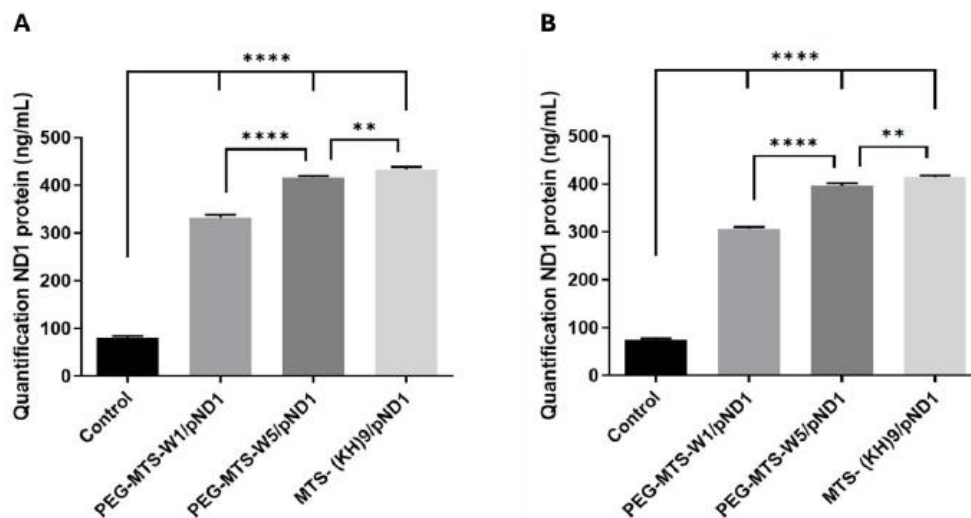 A
****
**** **
Quantification ND1 protein (ng/mL)
500
400
300
200
100
0
Control
PEG-MTS-W1/pND1
PEG-MTS-W5/pND1
MTS- (KH)9/pND1
B
****
**** **
Quantification ND1 protein (ng/mL)
500
400
300
200
100
0
Control
PEG-MTS-W1/pND1
PEG-MTS-W5/pND1
MTS- (KH)9/pND1